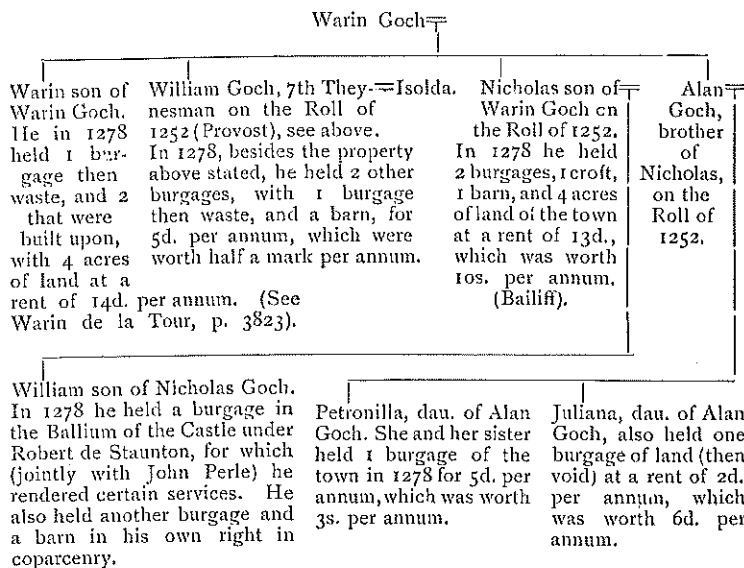 Warin Goch
Warin son of
Warin Goch.
He in 1278
held 1 bur-
gage then
waste, and 2
that were
built upon,
with 4 acres
of land at a
rent of 14d. per annum. (See
Warin de la Tour, p. 3823).
William Goch, 7th They-=Isolda.
nesman on the Roll of
1252 (Provost), see above.
In 1278, besides the property
above stated, he held 2 other
burgages, with 1 burgage
then waste, and a barn, for
5d. per annum, which were
worth half a mark per annum.
Nicholas son of
Warin Goch on
the Roll of 1252.
In 1278 he held
2 burgages, 1 croft,
1 barn, and 4 acres
of land of the town
at a rent of 13d.,
which was worth
10s. per annum.
(Bailiff).
Alan
Goch,
brother
of
Nicholas,
on the
Roll of
1252.
William son of Nicholas Goch.
In 1278 he held a burgage in
the Ballium of the Castle under
Robert de Staunton, for which
(jointly with John Perle) he
rendered certain services. He
also held another burgage and
a barn in his own right in
coparcenry.
Petronilla, dau. of Alan
Goch. She and her sister
held 1 burgage of the
town in 1278 for 5d. per
annum, which was worth
3s. per annum.
Juliana, dau. of Alan
Goch, also held one
burgage of land (then
void) at a rent of 2d.
per annum, which
was worth 6d. per
annum.